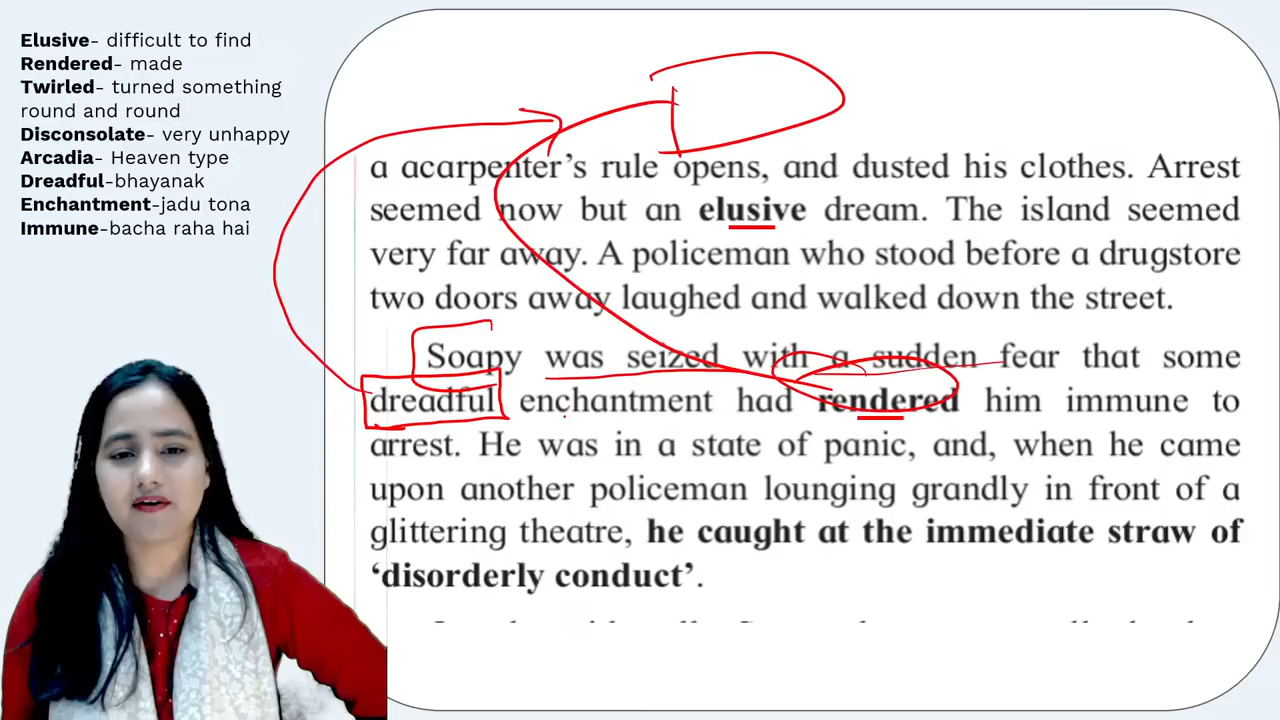 Elusive- difficult to find
Rendered- made
Twirled- turned something
round and round
Disconsolate- very unhappy
Arcadia- Heaven type
Dreadful-bhayanak
Enchantment-jadu tona
Immune-bacha raha hai
a acarpenter's rule opens, and dusted his clothes. Arrest
seemed now but an elusive dream. The island seemed
very far away. A policeman who stood before a drugstore
two doors away laughed and walked down the street.
Soapy was seized with a sudden fear that some
dreadful enchantment had rendered him immune to
arrest. He was in a state of panic, and, when he came
upon another policeman lounging grandly in front of a
glittering theatre, he caught at the immediate straw of
'disorderly conduct'.